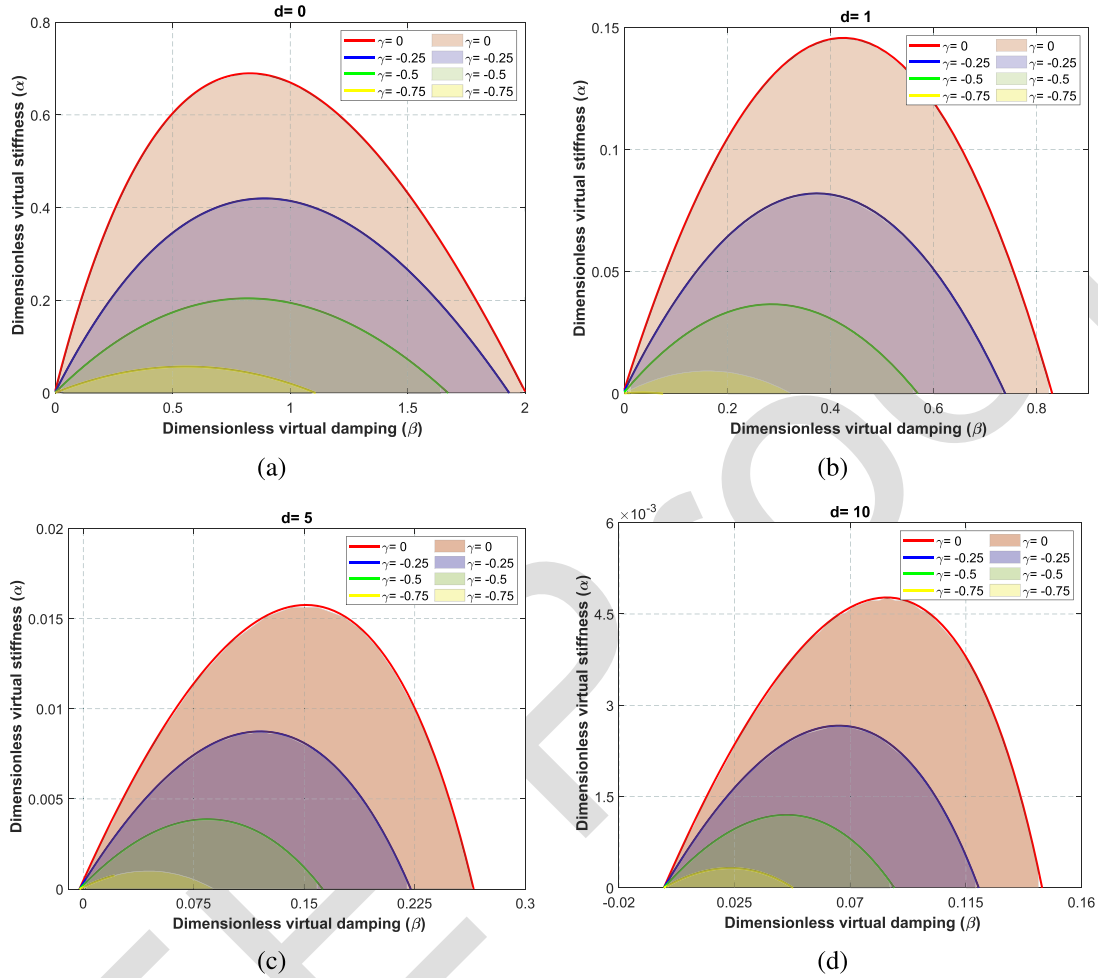 d= 0
0.8
0.6
0.4
0.2
0
0 0.5 1 1.5 2
Dimensionless virtual stiffness (α)
Dimensionless virtual damping (β)
γ= 0 γ= 0
γ= -0.25 γ= -0.25
γ= -0.5 γ= -0.5
γ= -0.75 γ= -0.75
(a)
d= 1
0.15
0.1
0.05
0
0 0.2 0.4 0.6 0.8
Dimensionless virtual stiffness (α)
Dimensionless virtual damping (β)
γ= 0 γ= 0
γ= -0.25 γ= -0.25
γ= -0.5 γ= -0.5
γ= -0.75 γ= -0.75
(b)
d= 5
0.02
0.015
0.01
0.005
0
0 0.075 0.15 0.225 0.3
Dimensionless virtual stiffness (α)
Dimensionless virtual damping (β)
γ= 0 γ= 0
γ= -0.25 γ= -0.25
γ= -0.5 γ= -0.5
γ= -0.75 γ= -0.75
(c)
d= 10
×10⁻³
6
4.5
3
1.5
0
-0.02 0.025 0.07 0.115 0.16
Dimensionless virtual stiffness (α)
Dimensionless virtual damping (β)
γ= 0 γ= 0
γ= -0.25 γ= -0.25
γ= -0.5 γ= -0.5
γ= -0.75 γ= -0.75
(d)